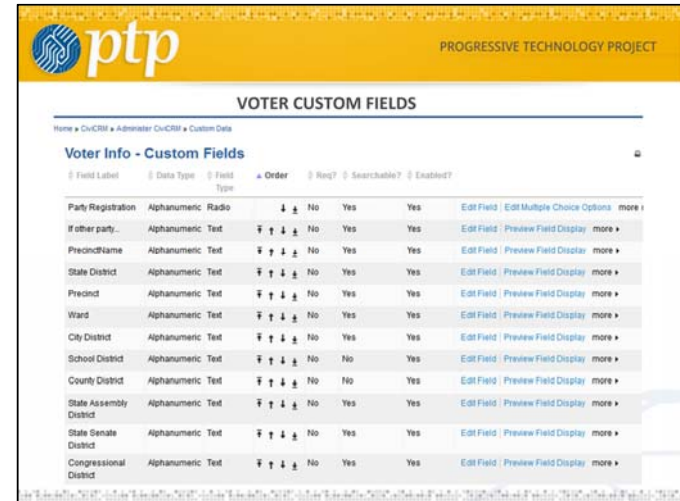 ptp
PROGRESSIVE TECHNOLOGY PROJECT
VOTER CUSTOM FIELDS
Home » CiviCRM » Administer CiviCRM » Custom Data
Voter Info - Custom Fields
Field Label Data Type Field Type Order Req? Searchable? Enabled?
Party Registration Alphanumeric Radio No Yes Yes Edit Field | Edit Multiple Choice Options more
If other party... Alphanumeric Text No Yes Yes Edit Field | Preview Field Display more
PrecinctName Alphanumeric Text No Yes Yes Edit Field | Preview Field Display more
State District Alphanumeric Text No Yes Yes Edit Field | Preview Field Display more
Precinct Alphanumeric Text No Yes Yes Edit Field | Preview Field Display more
Ward Alphanumeric Text No Yes Yes Edit Field | Preview Field Display more
City District Alphanumeric Text No Yes Yes Edit Field | Preview Field Display more
School District Alphanumeric Text No No Yes Edit Field | Preview Field Display more
County District Alphanumeric Text No No Yes Edit Field | Preview Field Display more
State Assembly District Alphanumeric Text No Yes Yes Edit Field | Preview Field Display more
State Senate District Alphanumeric Text No Yes Yes Edit Field | Preview Field Display more
Congressional District Alphanumeric Text No Yes Yes Edit Field | Preview Field Display more